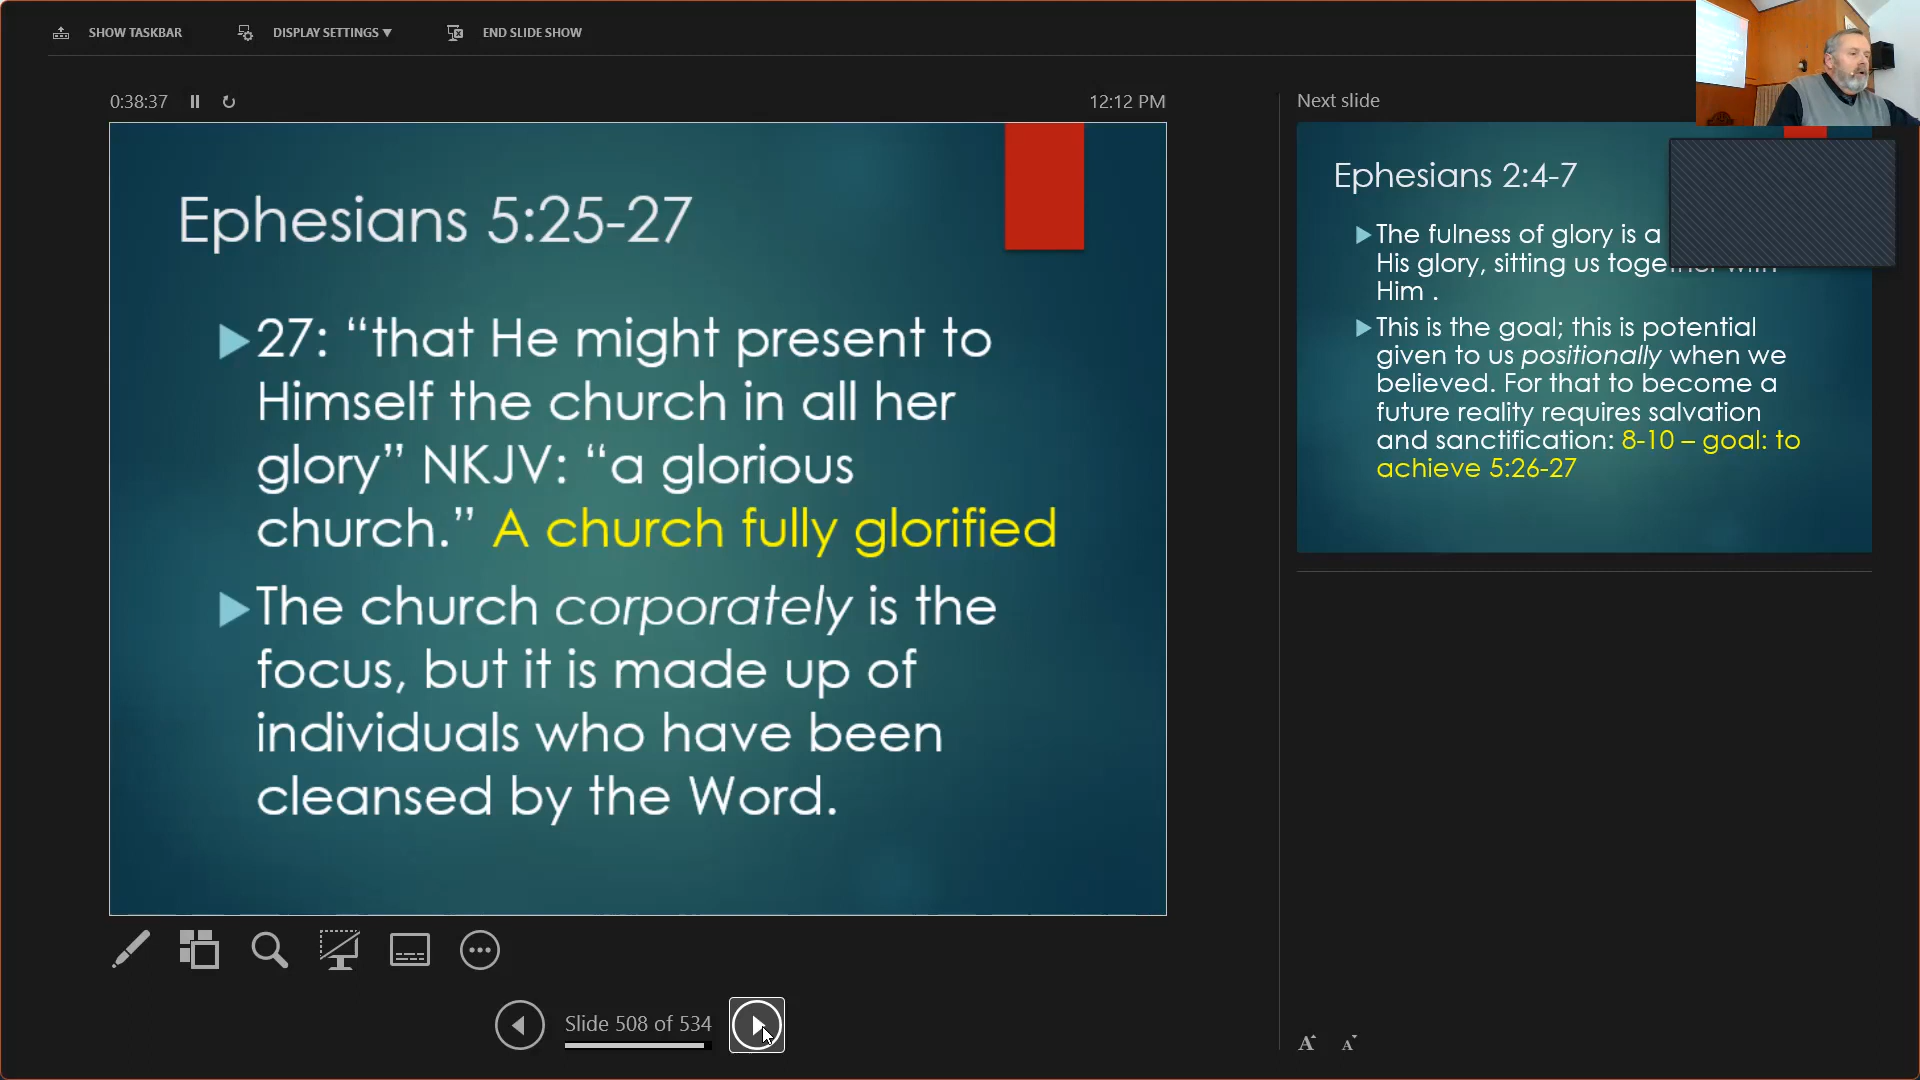 SHOW TASKBAR
DISPLAY SETTINGS ▼
END SLIDE SHOW
0:38:37
12:12 PM
Next slide
Ephesians 5:25-27
27: “that He might present to
Himself the church in all her
glory” NKJV: “a glorious
church.” A church fully glorified
The church corporately is the
focus, but it is made up of
individuals who have been
cleansed by the Word.
Ephesians 2:4-7
The fulness of glory is a
His glory, sitting us together with
Him .
This is the goal; this is potential
given to us positionally when we
believed. For that to become a
future reality requires salvation
and sanctification: 8-10 – goal: to
achieve 5:26-27
Slide 508 of 534
A A